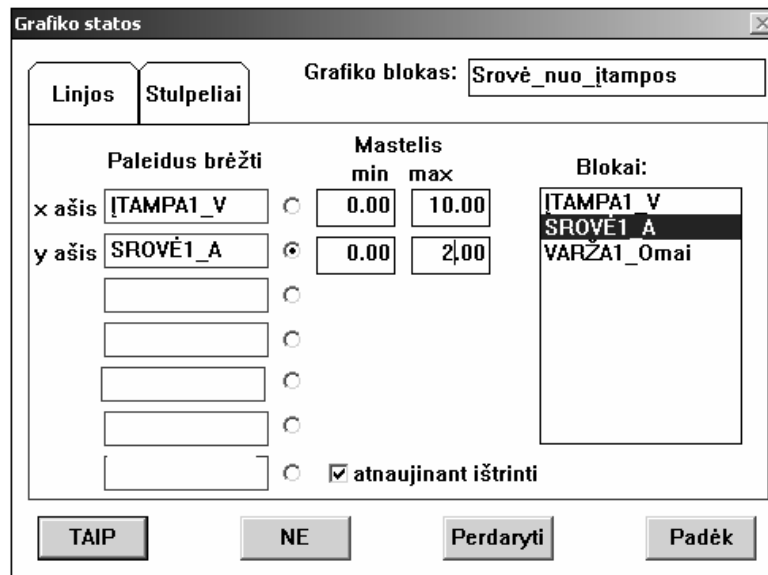 Grafiko statos
Linjos Stulpeliai Grafiko blokas: Srovė_nuo_įtampos
Paleidus brėžti Mastelis Blokai:
min max
x ašis ĮTAMPA1_V 0.00 10.00 ĮTAMPA1_V
y ašis SROVĖ1_A 0.00 2.00 SROVĖ1_A
VARŽA1_Omai
atnaujinant ištrinti
TAIP NE Perdaryti Padėk